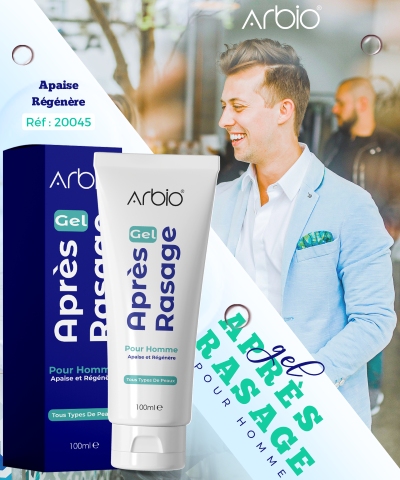 Arbio®
Apaise
Régénère
Réf : 20045
Arbio
Gel
Après
Rasage
Pour Homme
Apaise et Régénère
Tous Types De Peaux
100ml e
Arbio®
Gel
Après
Rasage
Pour Homme
Apaise et Régénère
Tous Types De Peaux
100ml e
gel
APRÈS
RASAGE
POUR HOMME